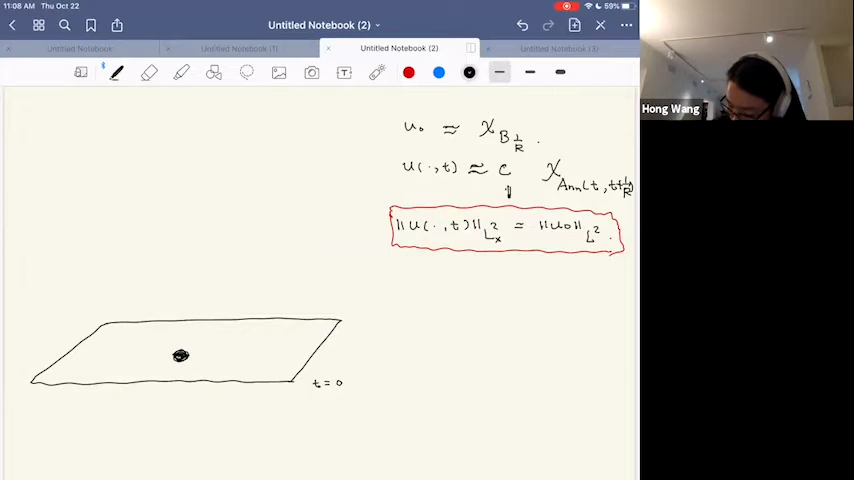 11:08 AM Thu Oct 22
59%
Untitled Notebook (2)
Untitled Notebook
Untitled Notebook (1)
Untitled Notebook (2)
Untitled Notebook (3)
Hong Wang
u₀ ≈ χ_{B_{1/R}} .
u(·,t) ≈ c χ_{Ann(t, t+1/R)}
‖u(·,t)‖_{L²_x} ≈ ‖u₀‖_{L²} .
t = 0